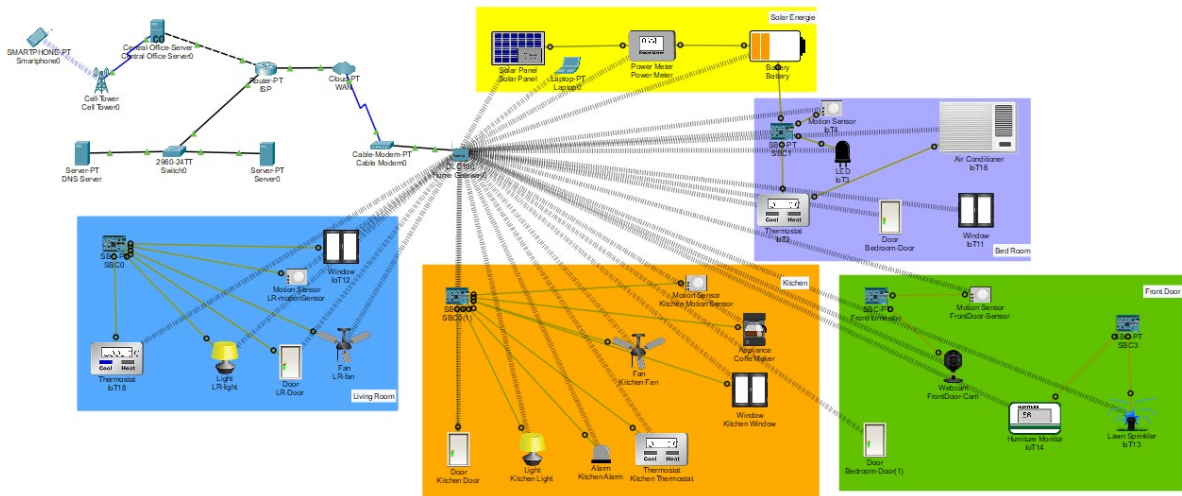 SMARTPHONE-PT
Smartphone0
Central-Office-Server
Central Office Server0
Cell-Tower
Cell Tower0
Router-PT
ISP
Cloud-PT
WAN
Server-PT
DNS Server
2960-24TT
Switch0
Server-PT
Server0
Cable-Modem-PT
Cable Modem0
Home Gateway0
Solar Energie
Solar Panel
Solar Panel
Laptop-PT
Laptop0
Power Meter
Power Meter
Battery
Battery
Motion Sensor
IoT4
SBC-PT
SBC1
LED
IoT3
Air Conditioner
IoT16
Thermostat
IoT2
Door
Bedroom-Door
Window
IoT11
Bed Room
SBC-PT
SBC0
Window
IoT12
Motion Sensor
LR-motionSensor
Cool Heat
Thermostat
IoT18
Light
LR-light
Door
LR-Door
Fan
LR-fan
Living Room
Kitchen
SBC0(1)
Motion Sensor
Kitchen Motion Sensor
Appliance
Coffe Maker
Fan
Kitchen Fan
Window
Kitchen Window
Door
Kitchen Door
Light
Kitchen Light
Alarm
Kitchen Alarm
Cool Heat
Thermostat
Kitchen Thermostat
Front Door
Motion Sensor
FrontDoor-Sensor
SBC-PT
SBC3
Webcam
FrontDoor-Cam
Humiture Monitor
IoT14
Lawn Sprinkler
IoT13
Door
Bedroom-Door(1)